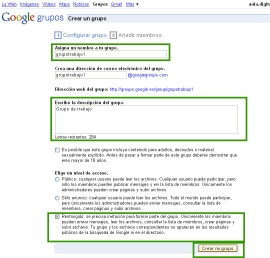 La Web Imágenes Vídeos Maps Noticias Grupos Gmail Más ▼
aula.digin
Google grupos Crear un grupo
1 Configurar grupo 2 Añadir miembros
Asigna un nombre a tu grupo.
grupotrabajo1
Crea una dirección de correo electrónico del grupo.
grupotrabajo1 @googlegroups.com
Dirección web del grupo: http://groups.google.es/group/grupotrabajo1
Escribe la descripción del grupo.
Grupo de trabajo
Letras restantes: 284
Es posible que este grupo incluya contenido para adultos, desnudos o material
sexualmente explícito. Antes de pasar a formar parte de este grupo deberás demostrar que
eres mayor de 18 años.
Elige un nivel de acceso.
Público: cualquier usuario puede leer los archivos. Cualquier usuario puede participar, pero
sólo los miembros pueden publicar mensajes y ver la lista de miembros. Únicamente los
administradores pueden crear páginas y subir archivos.
Sólo anuncio: cualquier usuario puede leer los archivos. Todo el mundo puede participar,
pero únicamente los administradores pueden enviar mensajes, consultar la lista de
miembros, crear páginas y subir archivos.
Restringido: se precisa invitación para formar parte del grupo. Únicamente los miembros
pueden enviar mensajes, leer los archivos, consultar la lista de miembros, crear páginas y
subir archivos. Tu grupo y los archivos correspondientes no aparecen en los resultados
públicos de la búsqueda de Google ni en el directorio.
Crear mi grupo